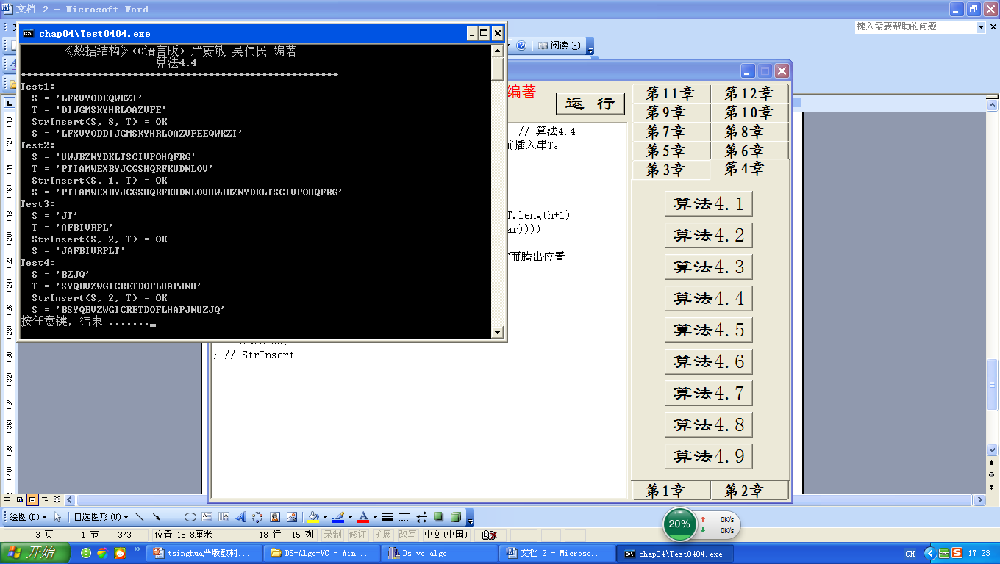 文档 2 - Microsoft Word
键入需要帮助的问题
阅读(R)
chap04\Test0404.exe
《数据结构》(C语言版) 严蔚敏 吴伟民 编著
算法4.4
******************************************************
Test1:
S = 'LFXVYODEQWKZI'
T = 'DIJGMSKYHRLOAZVFE'
StrInsert(S, 8, T) = OK
S = 'LFXVYODDIJGMSKYHRLOAZVFEEQWKZI'
Test2:
S = 'UWJBZNYDKLTSCIVPOHQFRG'
T = 'PTIAMWEXBYJCGSHQRFKUDNLOV'
StrInsert(S, 1, T) = OK
S = 'PTIAMWEXBYJCGSHQRFKUDNLOVUWJBZNYDKLTSCIVPOHQFRG'
Test3:
S = 'JT'
T = 'AFBIVRPL'
StrInsert(S, 2, T) = OK
S = 'JAFBIVRPLT'
Test4:
S = 'BZJQ'
T = 'SYQBVZWGICRETDOFLHAPJNU'
StrInsert(S, 2, T) = OK
S = 'BSYQBVZWGICRETDOFLHAPJNUZJQ'
按任意键, 结束 .......
编著
运 行
// 算法4.4
前插入串T。
T.length+1)
ar))))
而腾出位置
} // StrInsert
第11章 第12章
第9章 第10章
第7章 第8章
第5章 第6章
第3章 第4章
算法4.1
算法4.2
算法4.3
算法4.4
算法4.5
算法4.6
算法4.7
算法4.8
算法4.9
第1章 第2章
绘图(D) 自选图形(U)
3 页 1 节 3/3 位置 18.8厘米 18 行 15 列 录制 修订 扩展 改写 中文(中国)
20% 0K/s
0K/s
开始 tsinghua严版教材... DS-Algo-VC - Win... Ds_vc_algo 文档 2 - Microso... chap04\Test0404.exe CH 17:23